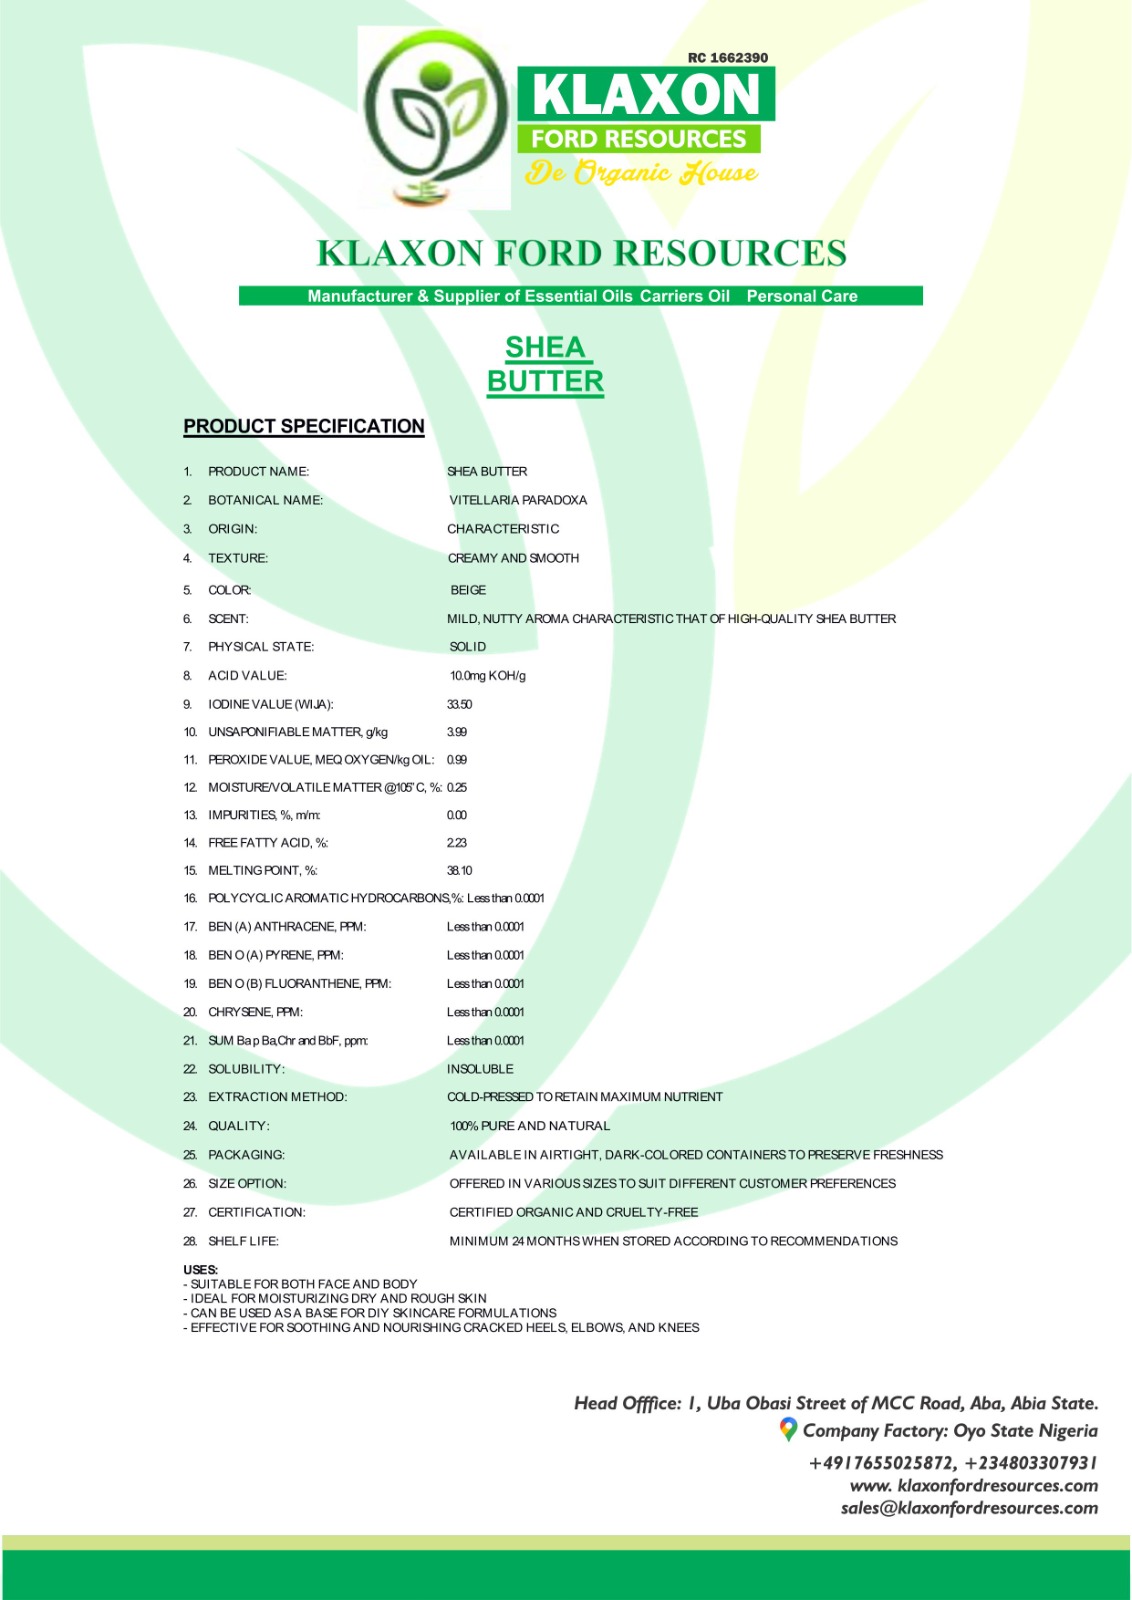 RC 1662390
KLAXON
FORD RESOURCES
De Organic House
KLAXON FORD RESOURCES
Manufacturer & Supplier of Essential Oils Carriers Oil Personal Care
SHEA
BUTTER
PRODUCT SPECIFICATION
1. PRODUCT NAME: SHEA BUTTER
2. BOTANICAL NAME: VITELLARIA PARADOXA
3. ORIGIN: CHARACTERISTIC
4. TEXTURE: CREAMY AND SMOOTH
5. COLOR: BEIGE
6. SCENT: MILD, NUTTY AROMA CHARACTERISTIC THAT OF HIGH-QUALITY SHEA BUTTER
7. PHYSICAL STATE: SOLID
8. ACID VALUE: 10.0mg KOH/g
9. IODINE VALUE (WIJA): 33.50
10. UNSAPONIFIABLE MATTER, g/kg 3.99
11. PEROXIDE VALUE, MEQ OXYGEN/kg OIL: 0.99
12. MOISTURE/VOLATILE MATTER @105°C, %: 0.25
13. IMPURITIES, %, m/m: 0.00
14. FREE FATTY ACID, %: 2.23
15. MELTING POINT, %: 38.10
16. POLYCYCLIC AROMATIC HYDROCARBONS,%: Less than 0.0001
17. BEN (A) ANTHRACENE, PPM: Less than 0.0001
18. BEN O (A) PYRENE, PPM: Less than 0.0001
19. BEN O (B) FLUORANTHENE, PPM: Less than 0.0001
20. CHRYSENE, PPM: Less than 0.0001
21. SUM Ba p Ba,Chr and BbF, ppm: Less than 0.0001
22. SOLUBILITY: INSOLUBLE
23. EXTRACTION METHOD: COLD-PRESSED TO RETAIN MAXIMUM NUTRIENT
24. QUALITY: 100% PURE AND NATURAL
25. PACKAGING: AVAILABLE IN AIRTIGHT, DARK-COLORED CONTAINERS TO PRESERVE FRESHNESS
26. SIZE OPTION: OFFERED IN VARIOUS SIZES TO SUIT DIFFERENT CUSTOMER PREFERENCES
27. CERTIFICATION: CERTIFIED ORGANIC AND CRUELTY-FREE
28. SHELF LIFE: MINIMUM 24 MONTHS WHEN STORED ACCORDING TO RECOMMENDATIONS
USES:
- SUITABLE FOR BOTH FACE AND BODY
- IDEAL FOR MOISTURIZING DRY AND ROUGH SKIN
- CAN BE USED AS A BASE FOR DIY SKINCARE FORMULATIONS
- EFFECTIVE FOR SOOTHING AND NOURISHING CRACKED HEELS, ELBOWS, AND KNEES
Head Offfice: 1, Uba Obasi Street of MCC Road, Aba, Abia State.
Company Factory: Oyo State Nigeria
+4917655025872, +234803307931
www. klaxonfordresources.com
sales@klaxonfordresources.com